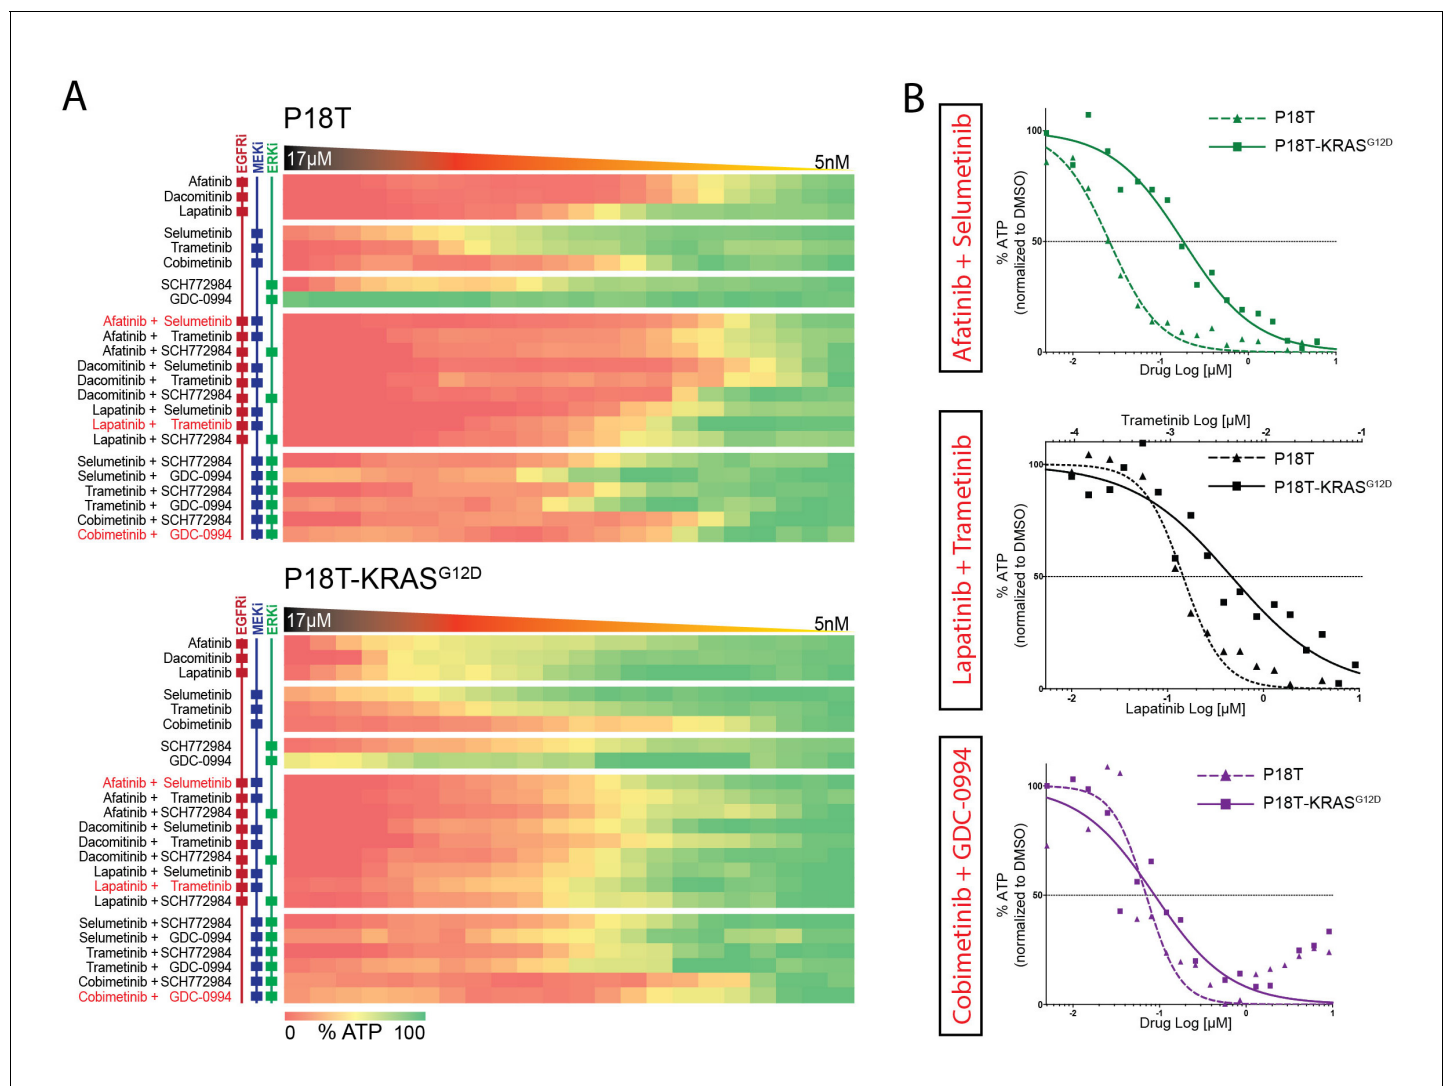 A
P18T
EGFRi
MEKi
ERKi
17µM
5nM
Afatinib
Dacomitinib
Lapatinib
Selumetinib
Trametinib
Cobimetinib
SCH772984
GDC-0994
Afatinib + Selumetinib
Afatinib + Trametinib
Afatinib + SCH772984
Dacomitinib + Selumetinib
Dacomitinib + Trametinib
Dacomitinib + SCH772984
Lapatinib + Selumetinib
Lapatinib + Trametinib
Lapatinib + SCH772984
Selumetinib + SCH772984
Selumetinib + GDC-0994
Trametinib + SCH772984
Trametinib + GDC-0994
Cobimetinib + SCH772984
Cobimetinib + GDC-0994
P18T-KRASG12D
EGFRi
MEKi
ERKi
17µM
5nM
Afatinib
Dacomitinib
Lapatinib
Selumetinib
Trametinib
Cobimetinib
SCH772984
GDC-0994
Afatinib + Selumetinib
Afatinib + Trametinib
Afatinib + SCH772984
Dacomitinib + Selumetinib
Dacomitinib + Trametinib
Dacomitinib + SCH772984
Lapatinib + Selumetinib
Lapatinib + Trametinib
Lapatinib + SCH772984
Selumetinib + SCH772984
Selumetinib + GDC-0994
Trametinib + SCH772984
Trametinib + GDC-0994
Cobimetinib + SCH772984
Cobimetinib + GDC-0994
0 % ATP 100
B
Afatinib + Selumetinib
% ATP
(normalized to DMSO)
100
50
0
P18T
P18T-KRASG12D
-2 -1 0 1
Drug Log [µM]
Lapatinib + Trametinib
Trametinib Log [µM]
-4 -3 -2 -1
% ATP
(normalized to DMSO)
100
50
0
P18T
P18T-KRASG12D
-2 -1 0 1
Lapatinib Log [µM]
Cobimetinib + GDC-0994
% ATP
(normalized to DMSO)
100
50
0
P18T
P18T-KRASG12D
-2 -1 0 1
Drug Log [µM]